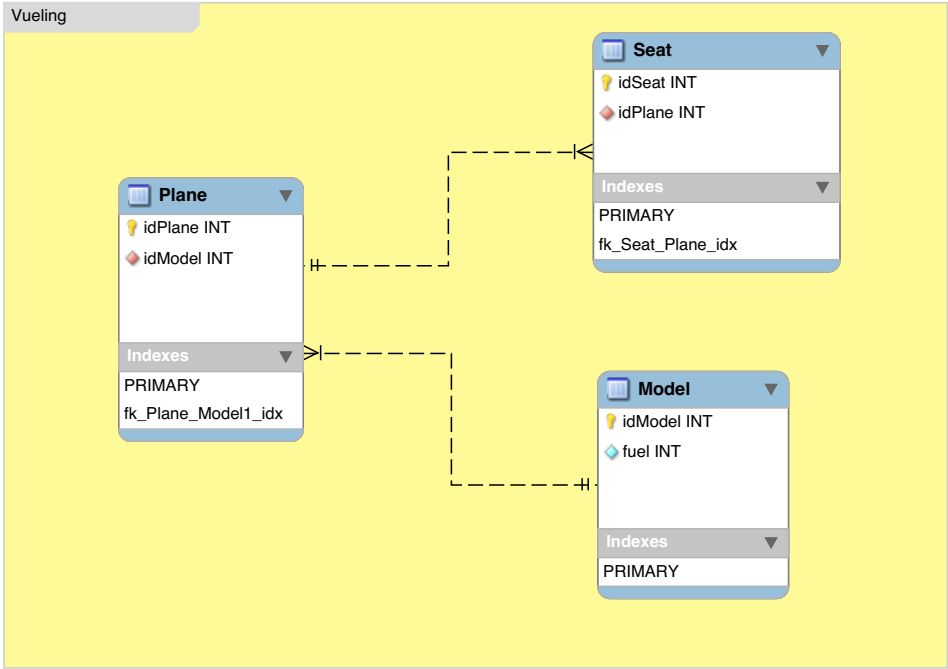 Vueling
Seat
idSeat INT
idPlane INT
Indexes
PRIMARY
fk_Seat_Plane_idx
Plane
idPlane INT
idModel INT
Indexes
PRIMARY
fk_Plane_Model1_idx
Model
idModel INT
fuel INT
Indexes
PRIMARY